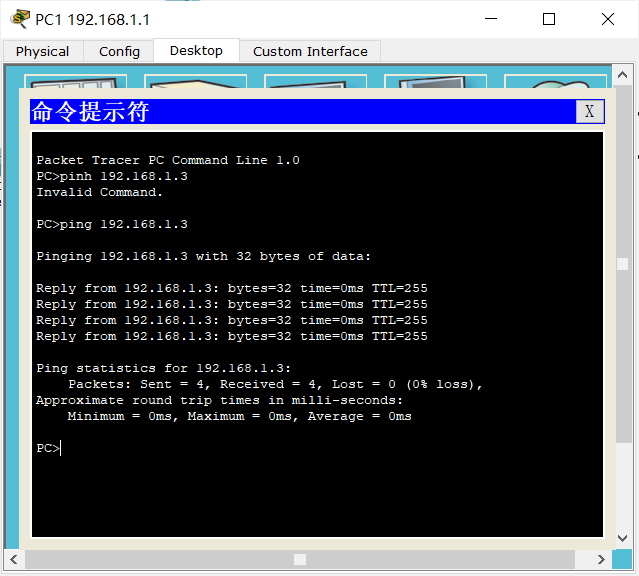 PC1 192.168.1.1
Physical Config Desktop Custom Interface
命令提示符 X
Packet Tracer PC Command Line 1.0
PC>pinh 192.168.1.3
Invalid Command.
PC>ping 192.168.1.3
Pinging 192.168.1.3 with 32 bytes of data:
Reply from 192.168.1.3: bytes=32 time=0ms TTL=255
Reply from 192.168.1.3: bytes=32 time=0ms TTL=255
Reply from 192.168.1.3: bytes=32 time=0ms TTL=255
Reply from 192.168.1.3: bytes=32 time=0ms TTL=255
Ping statistics for 192.168.1.3:
Packets: Sent = 4, Received = 4, Lost = 0 (0% loss),
Approximate round trip times in milli-seconds:
Minimum = 0ms, Maximum = 0ms, Average = 0ms
PC>